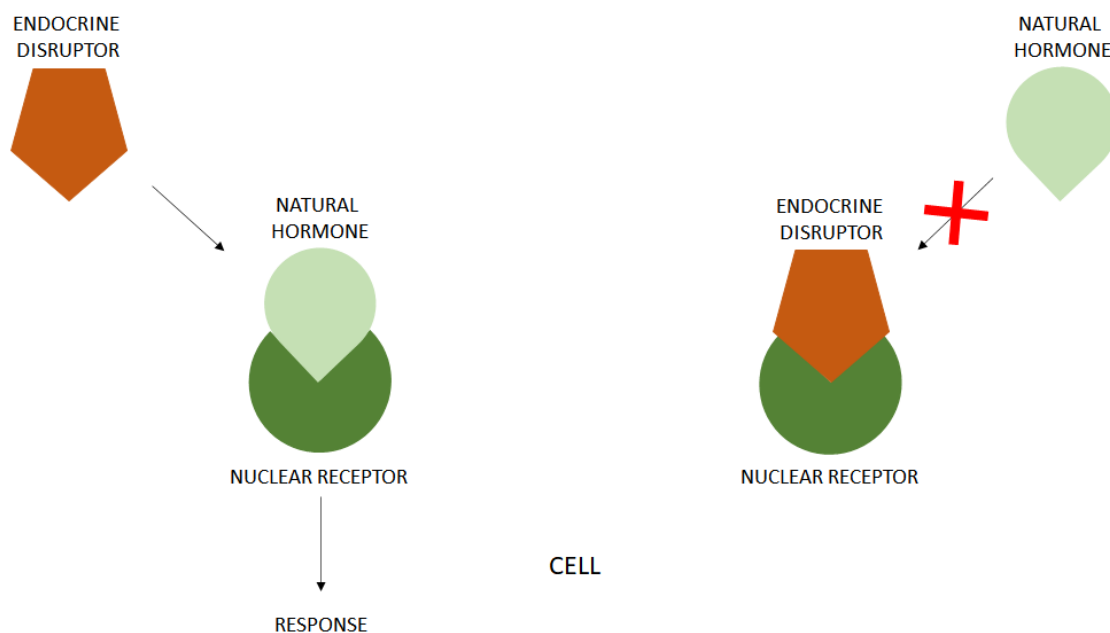 ENDOCRINE
DISRUPTOR
NATURAL
HORMONE
NUCLEAR RECEPTOR
RESPONSE
NATURAL
HORMONE
ENDOCRINE
DISRUPTOR
NUCLEAR RECEPTOR
CELL